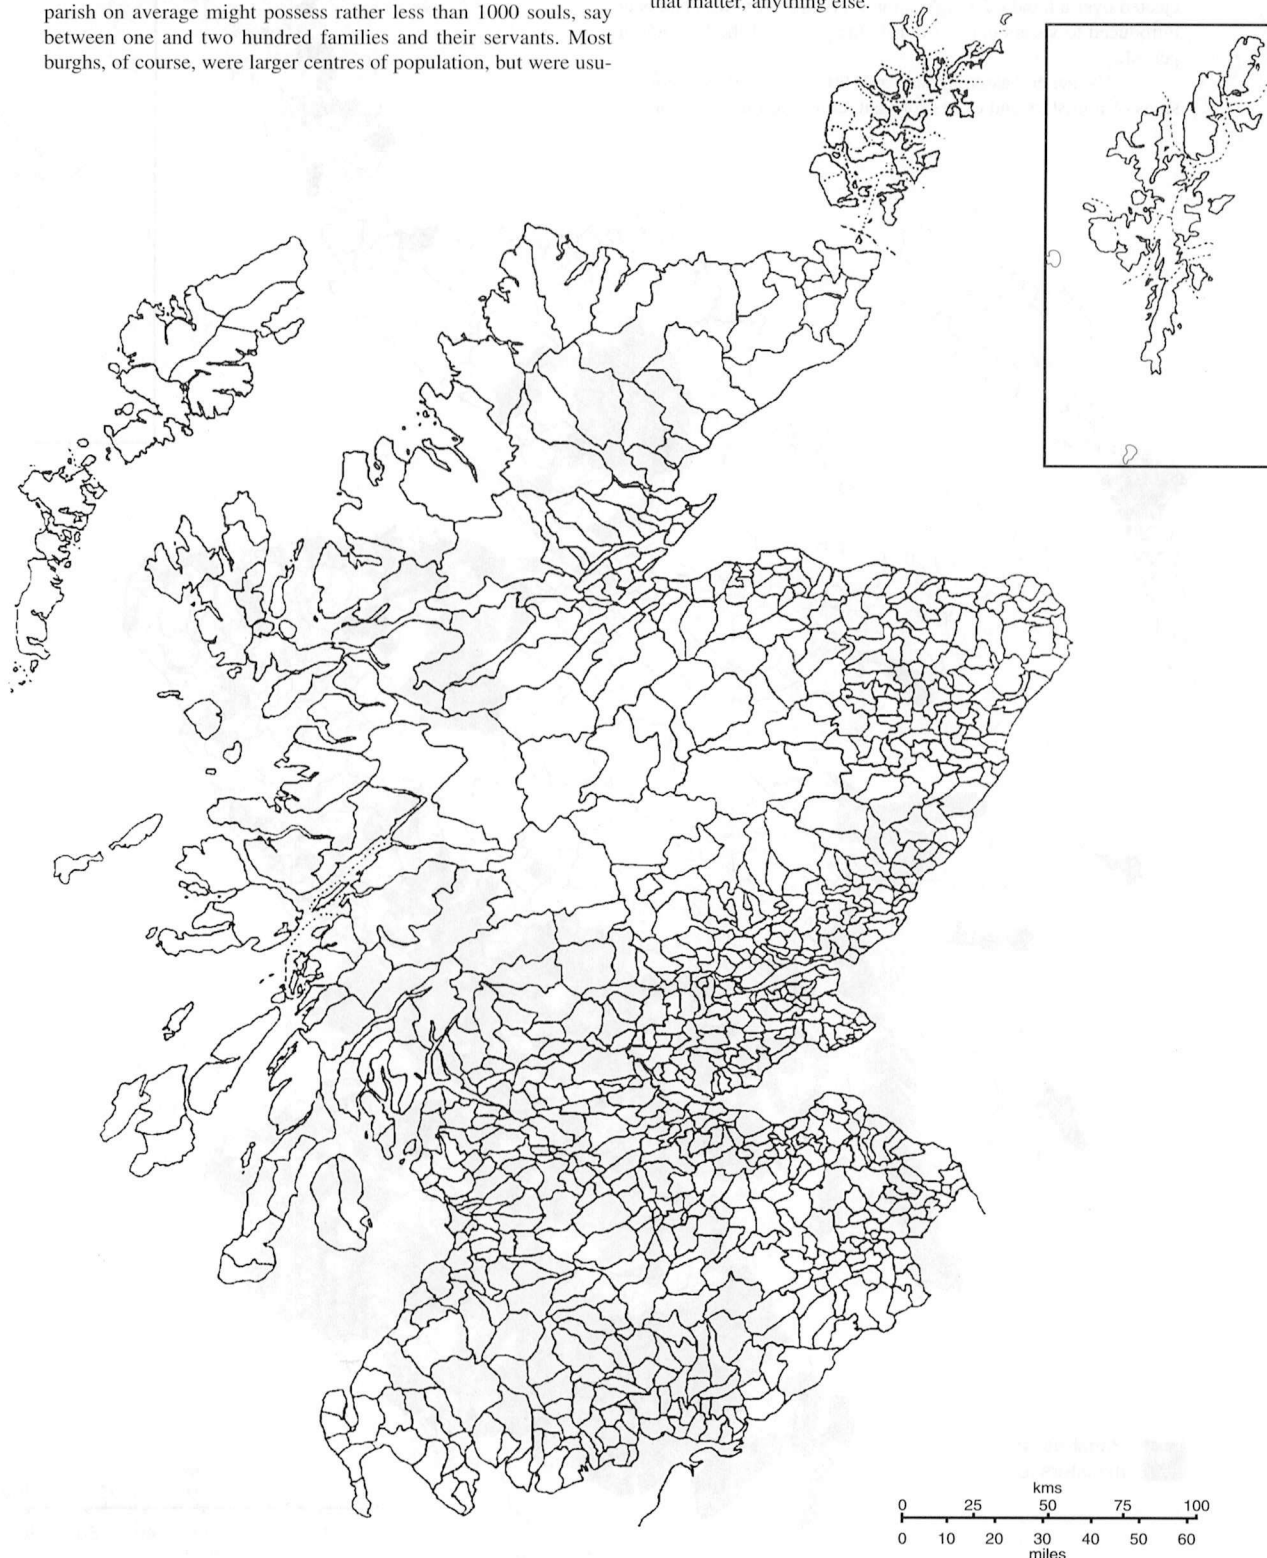 parish on average might possess rather less than 1000 souls, say
between one and two hundred families and their servants. Most
burghs, of course, were larger centres of population, but were usu-
that matter, anything else.
kms
0 25 50 75 100
0 10 20 30 40 50 60
miles